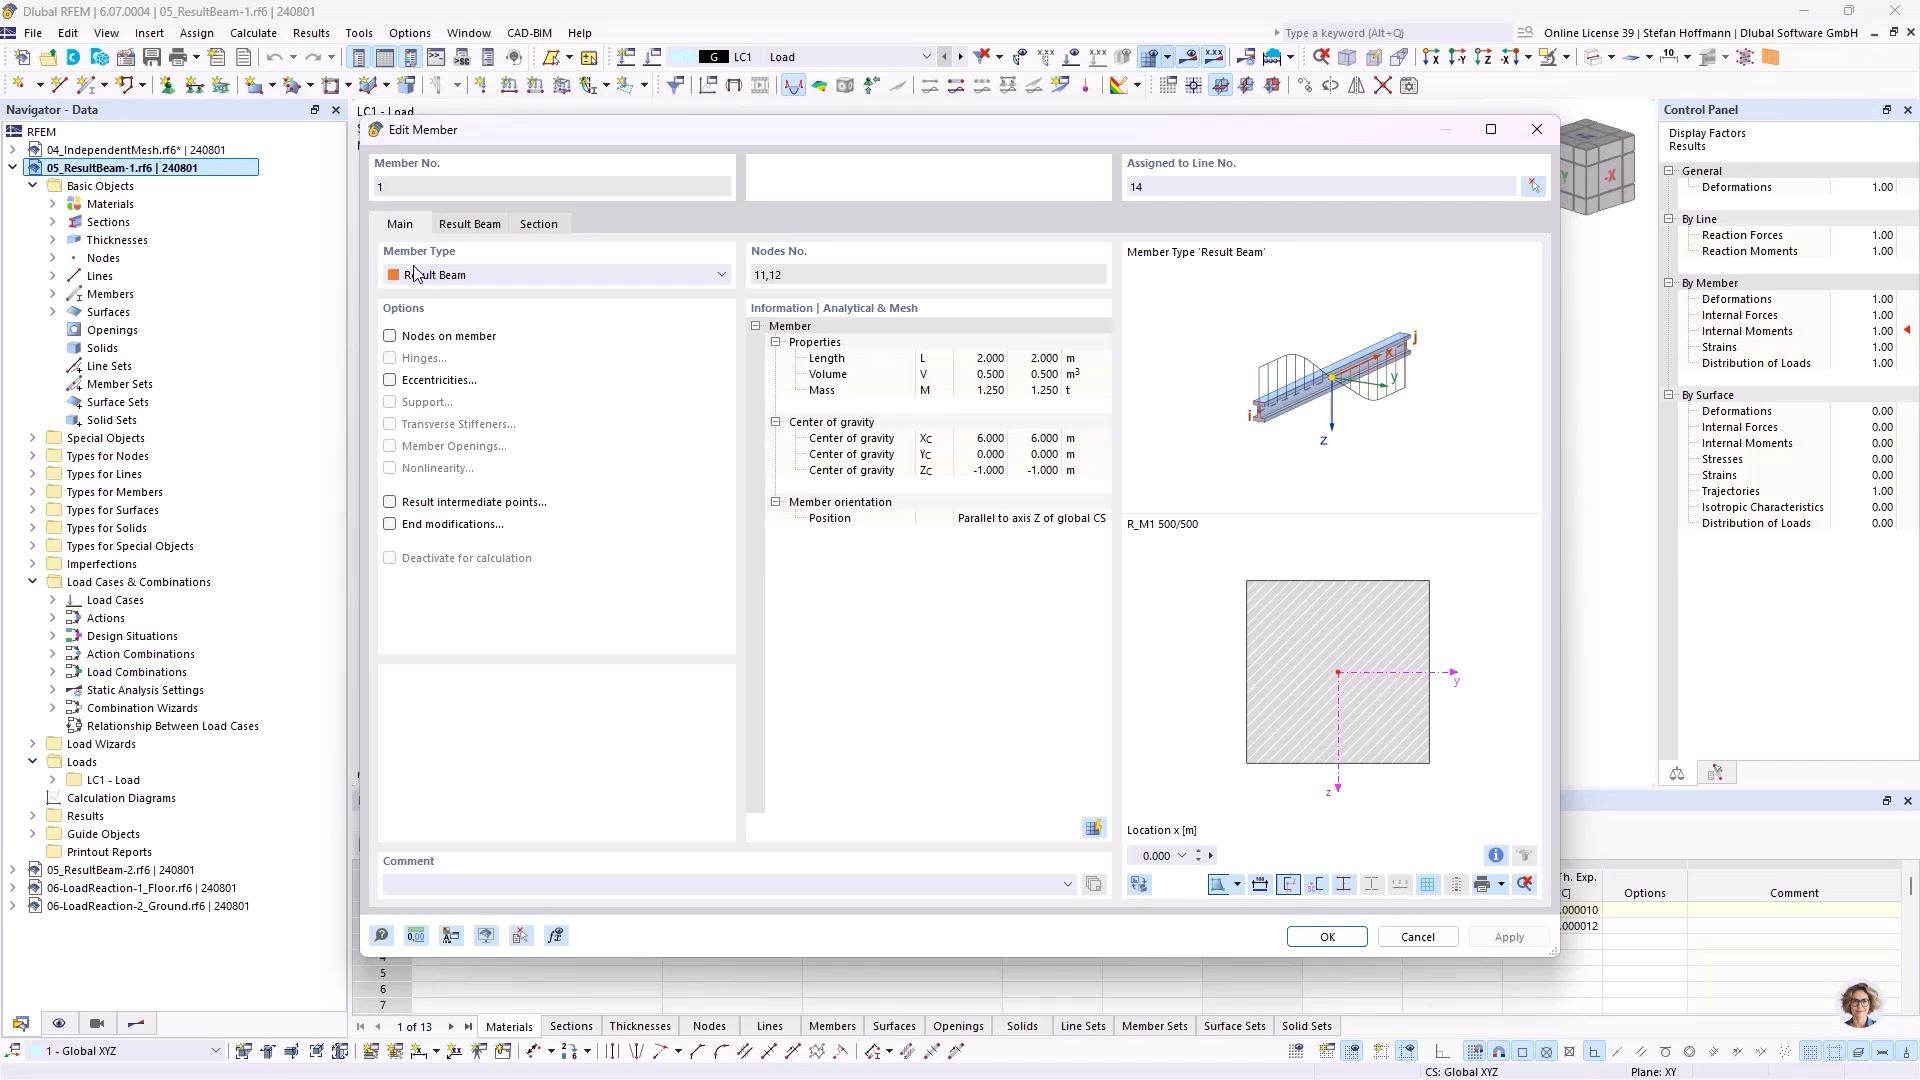 Dlubal RFEM | 6.07.0004 | 05_ResultBeam-1.rf6 | 240801
File Edit View Insert Assign Calculate Results Tools Options Window CAD-BIM Help
Type a keyword (Alt+Q)
Online License 39 | Stefan Hoffmann | Dlubal Software GmbH
G LC1 Load
Navigator - Data
RFEM
04_IndependentMesh.rf6* | 240801
05_ResultBeam-1.rf6 | 240801
Basic Objects
Materials
Sections
Thicknesses
Nodes
Lines
Members
Surfaces
Openings
Solids
Line Sets
Member Sets
Surface Sets
Solid Sets
Special Objects
Types for Nodes
Types for Lines
Types for Members
Types for Surfaces
Types for Solids
Types for Special Objects
Imperfections
Load Cases & Combinations
Load Cases
Actions
Design Situations
Action Combinations
Load Combinations
Static Analysis Settings
Combination Wizards
Relationship Between Load Cases
Load Wizards
Loads
LC1 - Load
Calculation Diagrams
Results
Guide Objects
Printout Reports
05_ResultBeam-2.rf6 | 240801
06-LoadReaction-1_Floor.rf6 | 240801
06-LoadReaction-2_Ground.rf6 | 240801
LC1 - Load
Edit Member
Member No.
1
Assigned to Line No.
14
Main Result Beam Section
Member Type
Result Beam
Options
Nodes on member
Hinges...
Eccentricities...
Support...
Transverse Stiffeners...
Member Openings...
Nonlinearity...
Result intermediate points...
End modifications...
Deactivate for calculation
Nodes No.
11,12
Information | Analytical & Mesh
Member
Properties
Length L 2.000 2.000 m
Volume V 0.500 0.500 m3
Mass M 1.250 1.250 t
Center of gravity
Center of gravity XC 6.000 6.000 m
Center of gravity YC 0.000 0.000 m
Center of gravity ZC -1.000 -1.000 m
Member orientation
Position Parallel to axis Z of global CS
Member Type 'Result Beam'
j
x
y
i
z
R_M1 500/500
y
z
Location x [m]
0.000
Comment
OK Cancel Apply
Control Panel
Display Factors
Results
General
Deformations 1.00
By Line
Reaction Forces 1.00
Reaction Moments 1.00
By Member
Deformations 1.00
Internal Forces 1.00
Internal Moments 1.00
Strains 1.00
Distribution of Loads 1.00
By Surface
Deformations 0.00
Internal Forces 0.00
Internal Moments 0.00
Stresses 0.00
Strains 0.00
Trajectories 1.00
Isotropic Characteristics 0.00
Distribution of Loads 0.00
-X
Th. Exp.
Options Comment
.000010
.000012
5
6
7
1 of 13 Materials Sections Thicknesses Nodes Lines Members Surfaces Openings Solids Line Sets Member Sets Surface Sets Solid Sets
1 - Global XYZ
CS: Global XYZ Plane: XY